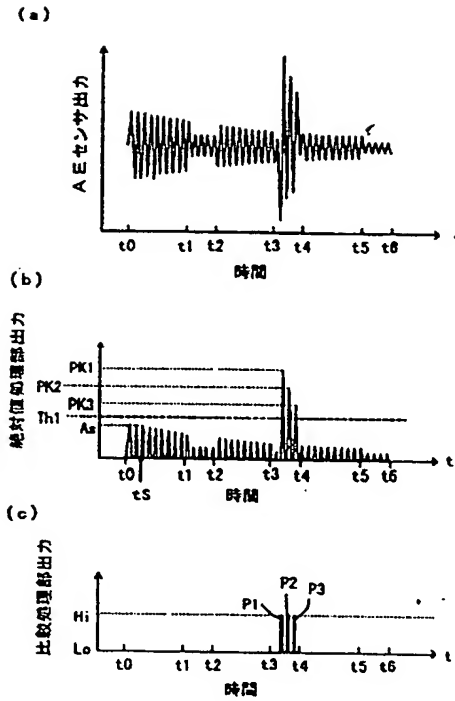 (a)
AEセンサ出力
t0 t1 t2 t3 t4 t5 t6
時間
(b)
絶対値処理部出力
PK1
PK2
PK3
Th1
As
t0 tS t1 t2 t3 t4 t5 t6 t
時間
(c)
比較処理部出力
P1 P2 P3
Hi
Lo
t0 t1 t2 t3 t4 t5 t6 t
時間